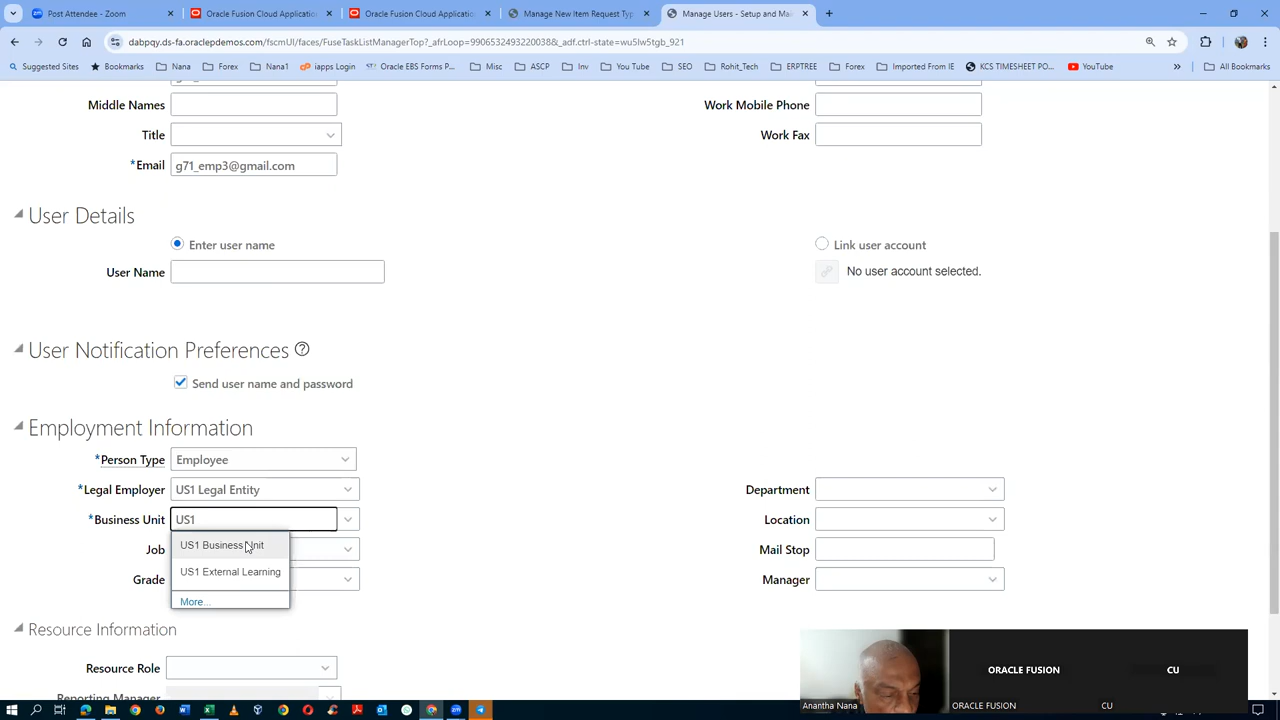 Post Attendee - Zoom
Oracle Fusion Cloud Application
Oracle Fusion Cloud Applicatio
Manage New Item Request Typ
Manage Users - Setup and Mai
dabpqy.ds-fa.oraclepdemos.com/fscmUI/faces/FuseTaskListManagerTop?_afrLoop=9906532493220038&_adf.ctrl-state=wu5lw5tgb_921
Suggested Sites
Bookmarks
Nana
Forex
Nana1
iapps Login
Oracle EBS Forms P...
Misc
ASCP
Inv
You Tube
SEO
Rohit_Tech
ERPTREE
Forex
Imported From IE
KCS TIMESHEET PO...
YouTube
All Bookmarks
Middle Names
Work Mobile Phone
Title
Work Fax
*Email g71_emp3@gmail.com
User Details
Enter user name
Link user account
User Name
No user account selected.
User Notification Preferences
Send user name and password
Employment Information
*Person Type Employee
*Legal Employer US1 Legal Entity
Department
*Business Unit US1
Location
US1 Business Unit
Job
Mail Stop
US1 External Learning
Grade
Manager
More...
Resource Information
Resource Role
Reporting Manager
ORACLE FUSION
CU
Anantha Nana
ORACLE FUSION
CU